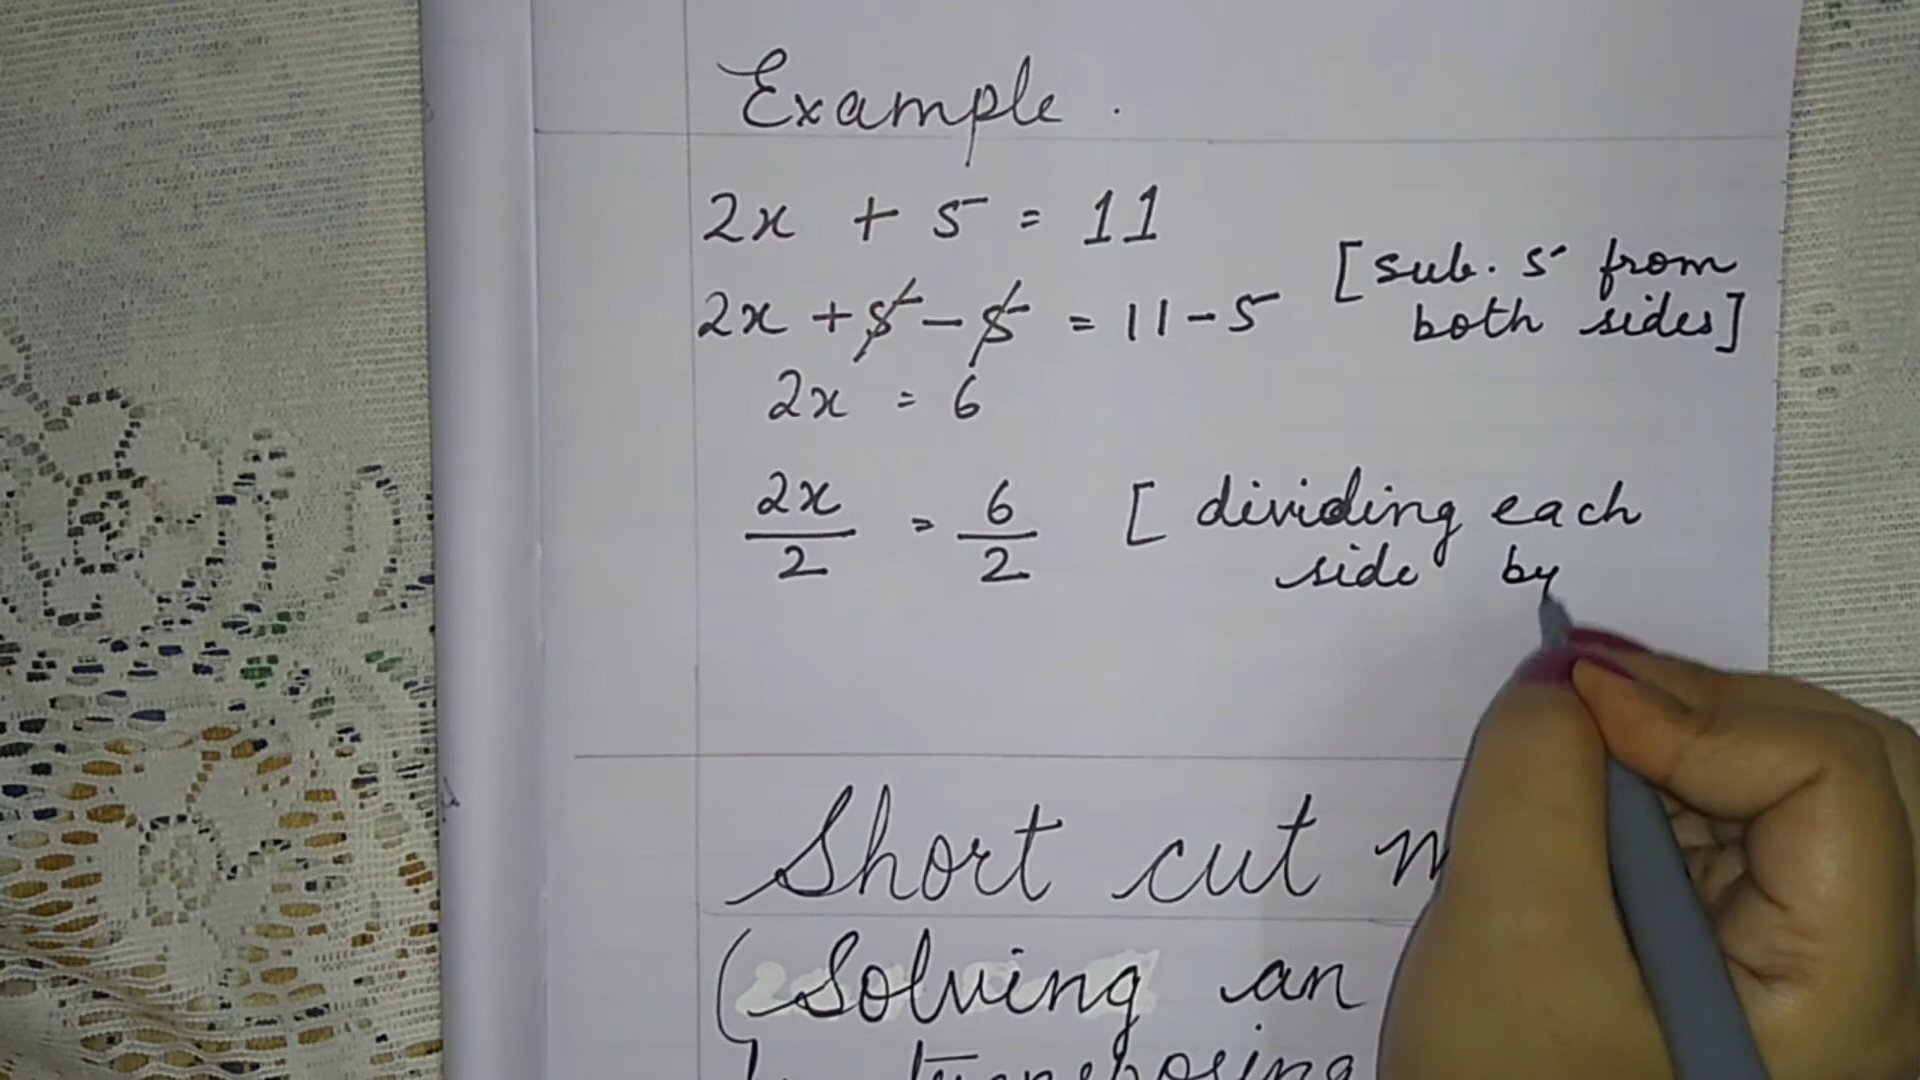 Example .
2x + 5 = 11
2x + 5 - 5 = 11 - 5 [sub. 5 from both sides]
2x = 6
2x/2 = 6/2 [ dividing each side by
Short cut
(Solving an
transposing